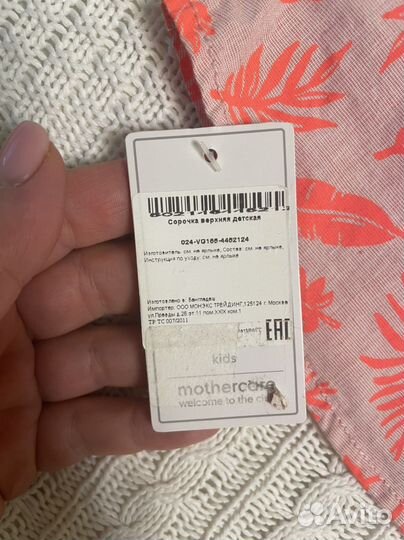 Сорочка верхняя детская
024-VG166-4462124
Изготовитель: см. на ярлыке, Состав: см. на ярлыке,
Инструкция по уходу: см. на ярлыке
Изготовлено в: Бангладеш
Импортер: ООО МОНЭКС ТРЕЙДИНГ,125124 г. Москва
ул.Правды д.26 эт.11 пом.XXIX ком.1
ТР ТС 007/2011
EAC
kids
mothercare
welcome to the
Avito